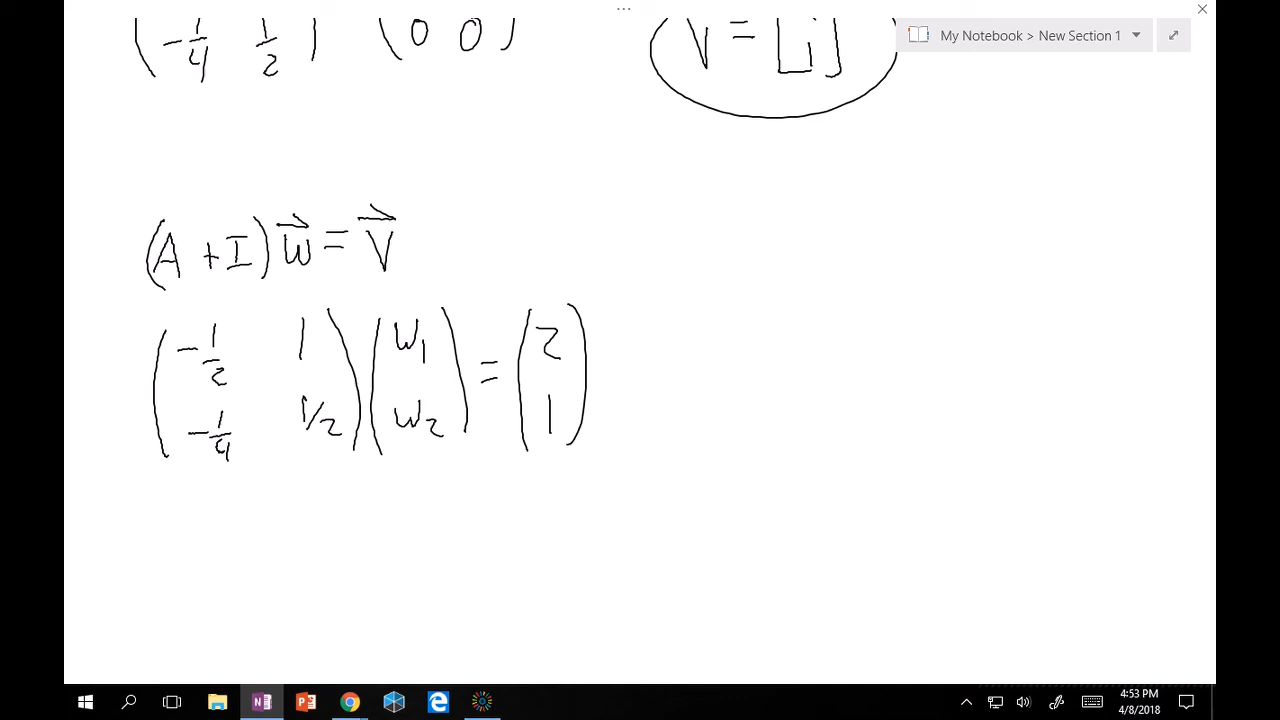 ...
My Notebook > New Section 1
-1/4 1/2 ) ( 0 0 )
V = [ 1 ]
(A + I) w⃗ = v⃗
( -1/2 1 ) ( w1 ) = ( 2 )
( -1/4 1/2 ) ( w2 ) ( 1 )
4:53 PM
4/8/2018